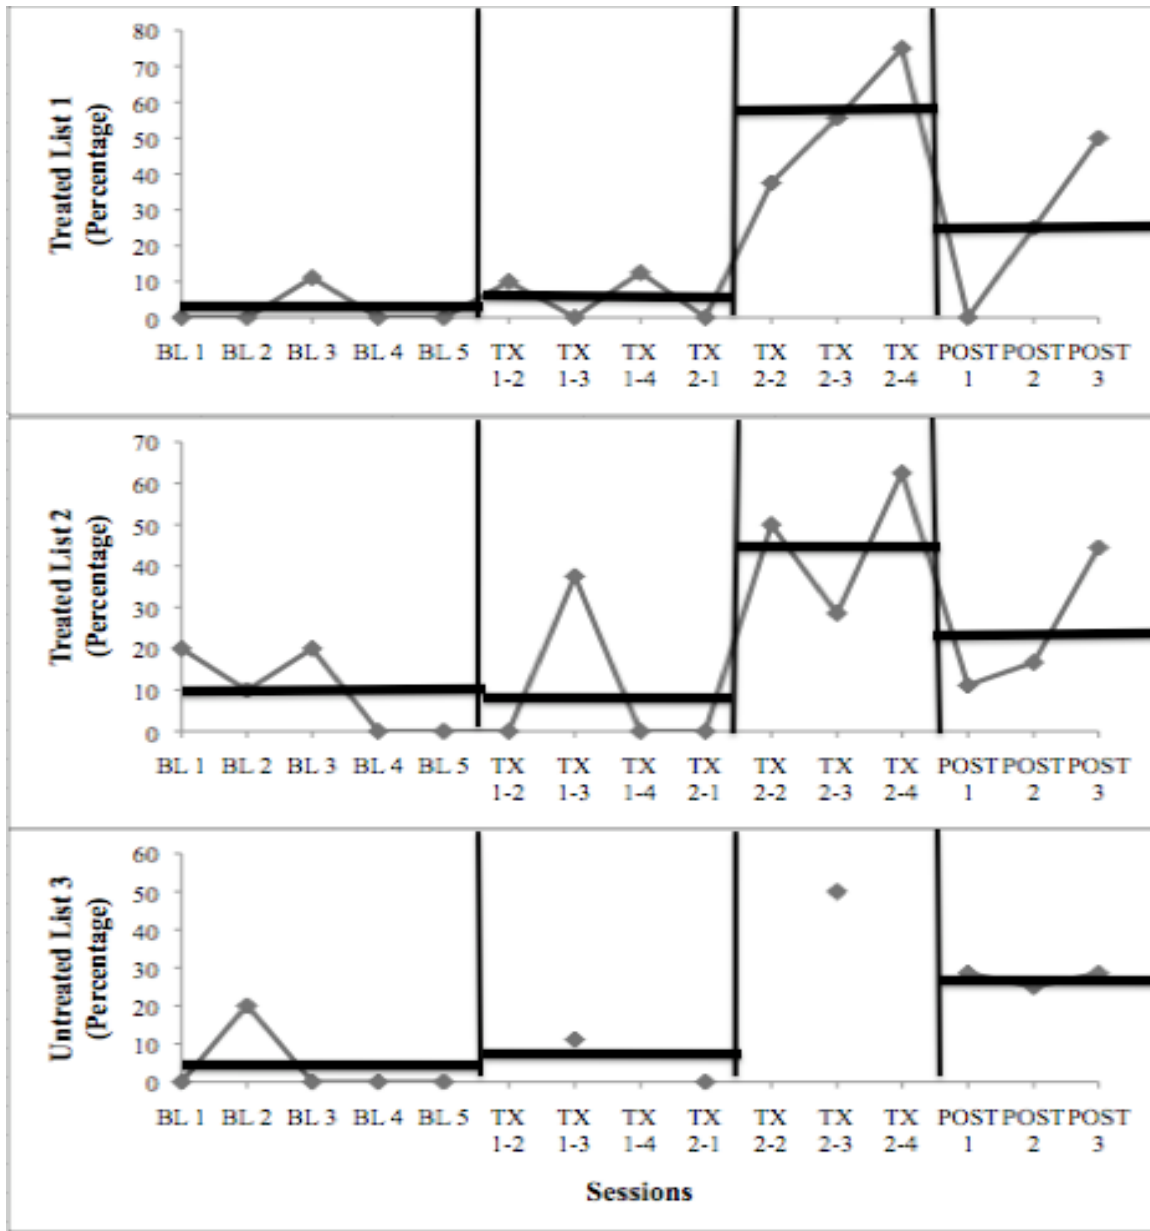 Treated List 1
(Percentage)
80
70
60
50
40
30
20
10
0
BL 1 BL 2 BL 3 BL 4 BL 5 TX TX TX TX TX TX TX POST POST POST
1-2 1-3 1-4 2-1 2-2 2-3 2-4 1 2 3
Treated List 2
(Percentage)
70
60
50
40
30
20
10
0
BL 1 BL 2 BL 3 BL 4 BL 5 TX TX TX TX TX TX TX POST POST POST
1-2 1-3 1-4 2-1 2-2 2-3 2-4 1 2 3
Untreated List 3
(Percentage)
60
50
40
30
20
10
0
BL 1 BL 2 BL 3 BL 4 BL 5 TX TX TX TX TX TX TX POST POST POST
1-2 1-3 1-4 2-1 2-2 2-3 2-4 1 2 3
Sessions